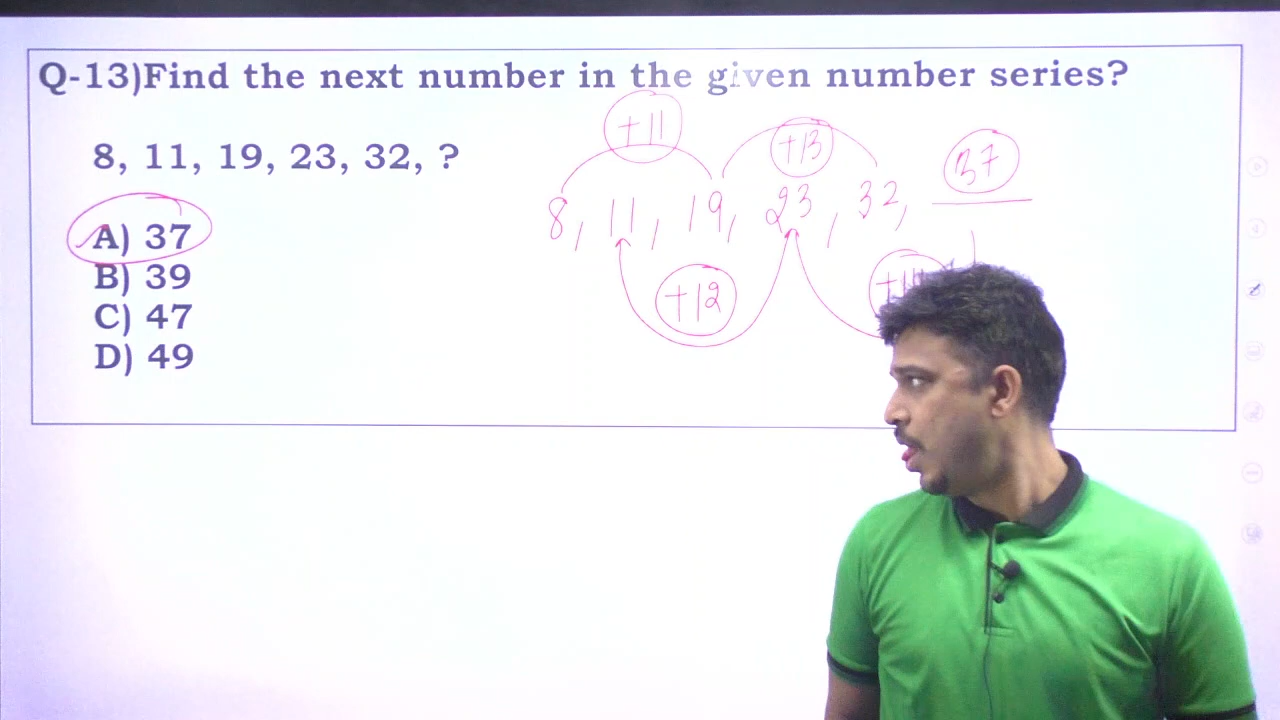 Q-13)Find the next number in the given number series?
8, 11, 19, 23, 32, ?
A) 37
B) 39
C) 47
D) 49
+11
+13
37
8, 11, 19, 23, 32,
+12